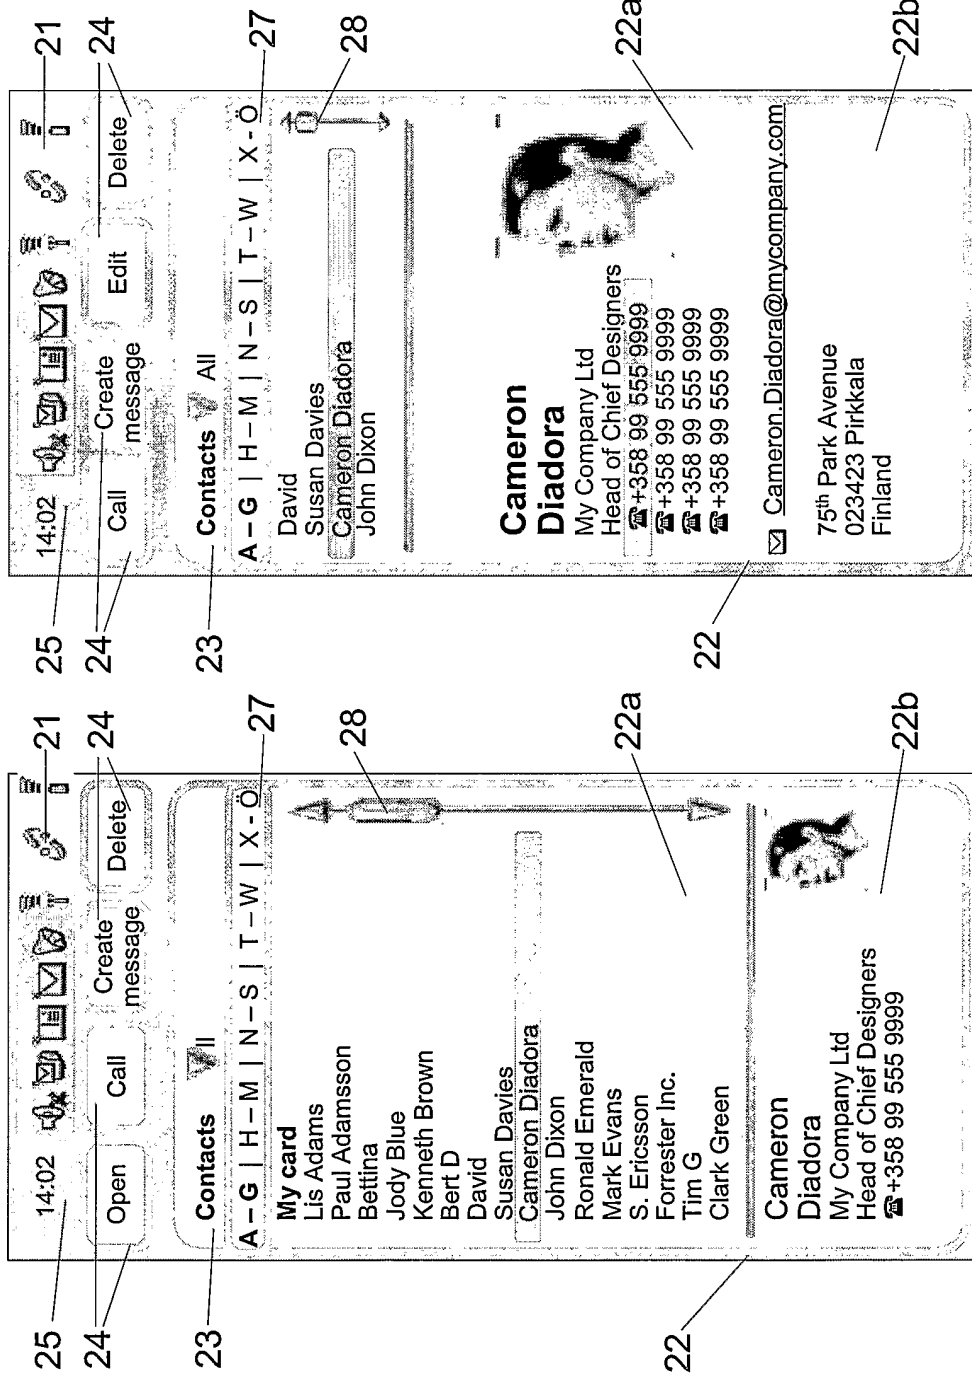 25
14:02
21
24
Open
Call
Create
message
Delete
24
23
Contacts ll
A–G | H–M | N–S | T–W | X-Ö
27
My card
Lis Adams
Paul Adamsson
Bettina
Jody Blue
Kenneth Brown
Bert D
David
Susan Davies
Cameron Diadora
John Dixon
Ronald Emerald
Mark Evans
S. Ericsson
Forrester Inc.
Tim G
Clark Green
28
22a
22
Cameron
Diadora
My Company Ltd
Head of Chief Designers
☎+358 99 555 9999
22b
25
14:02
21
24
Call
Create
message
Edit
Delete
24
23
Contacts All
A–G | H–M | N–S | T–W | X-Ö
27
David
Susan Davies
Cameron Diadora
John Dixon
28
Cameron
Diadora
My Company Ltd
Head of Chief Designers
☎+358 99 555 9999
☎+358 99 555 9999
☎+358 99 555 9999
☎+358 99 555 9999
22a
22
Cameron.Diadora@mycompany.com
75th Park Avenue
023423 Pirkkala
Finland
22b